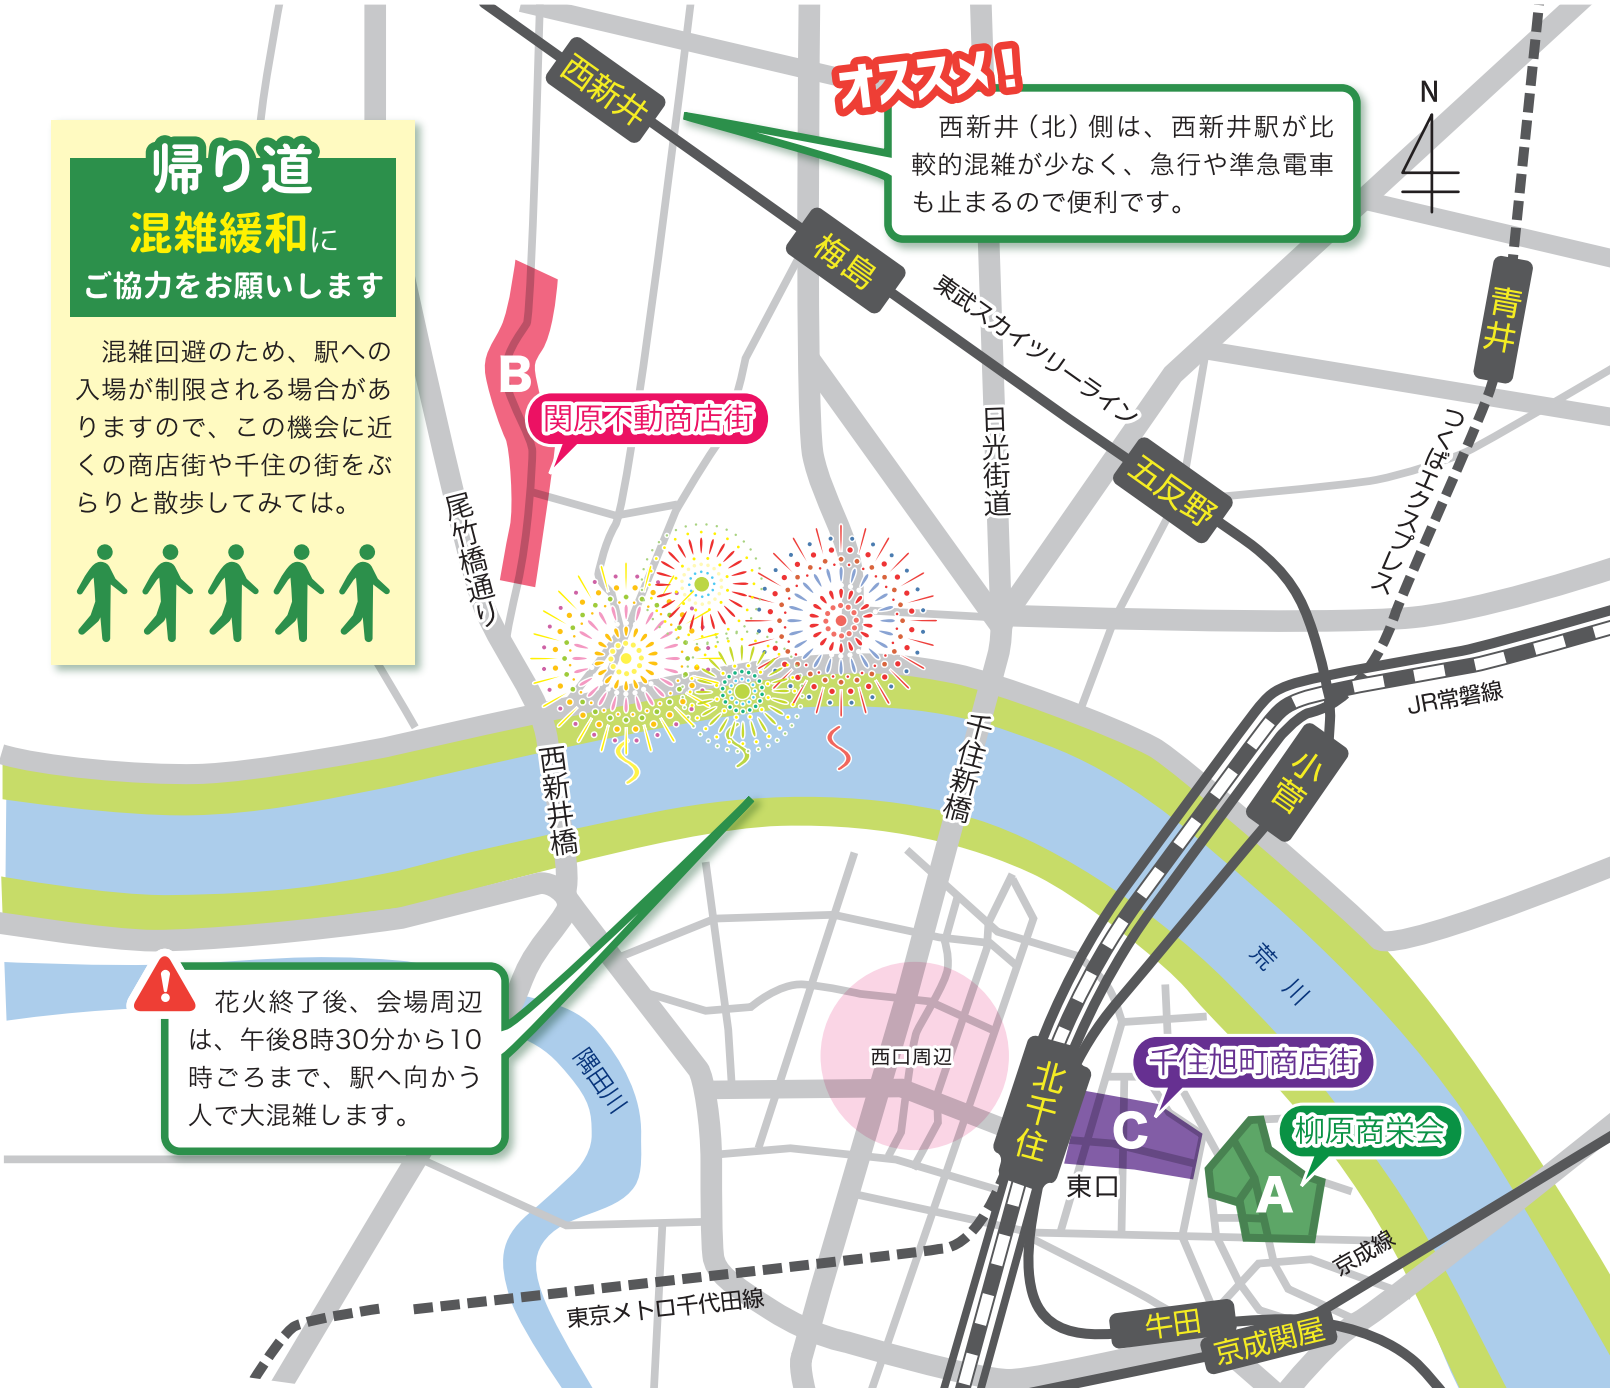 西新井
オススメ!
西新井(北)側は、西新井駅が比
較的混雑が少なく、急行や準急電車
も止まるので便利です。
N
帰り道
混雑緩和に
ご協力をお願いします
混雑回避のため、駅への
入場が制限される場合があ
りますので、この機会に近
くの商店街や千住の街をぶ
らりと散歩してみては。
梅島
東武スカイツリーライン
青井
B
関原不動商店街
日光街道
つくばエクスプレス
五反野
尾竹橋通り
JR常磐線
千住新橋
西新井橋
小菅
荒川
!
花火終了後、会場周辺
は、午後8時30分から10
時ごろまで、駅へ向かう
人で大混雑します。
隅田川
西口周辺
北千住
千住旭町商店街
C
柳原商栄会
A
東口
京成線
東京メトロ千代田線
牛田
京成関屋